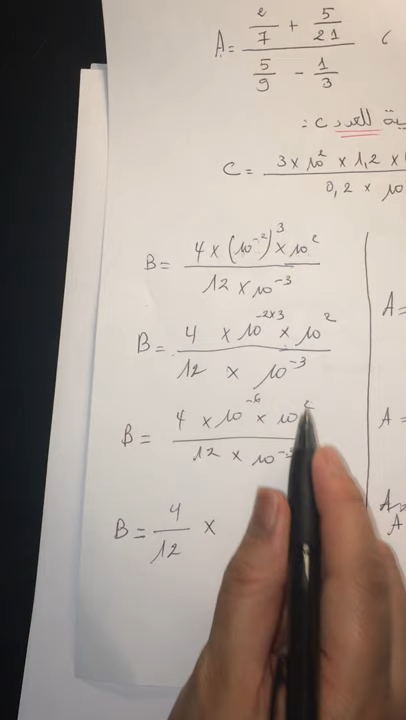 A = (2/7 + 5/21) / (5/9 - 1/3)
العدد C :
C = (3 × 10² × 1,2 × / 0,2 × 10
B = 4 × (10⁻²)³ × 10² / 12 × 10⁻³
B = 4 × 10⁻²ˣ³ × 10² / 12 × 10⁻³
A =
B = 4 × 10⁻⁶ × 10² / 12 × 10⁻
A =
B = 4/12 ×
A